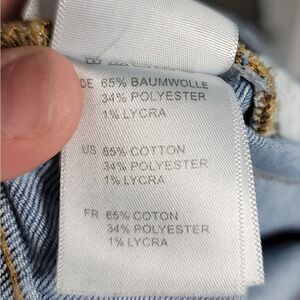 DE 65% BAUMWOLLE
34% POLYESTER
1% LYCRA
US 65% COTTON
34% POLYESTER
1% LYCRA
FR 65% COTON
34% POLYESTER
1% LYCRA